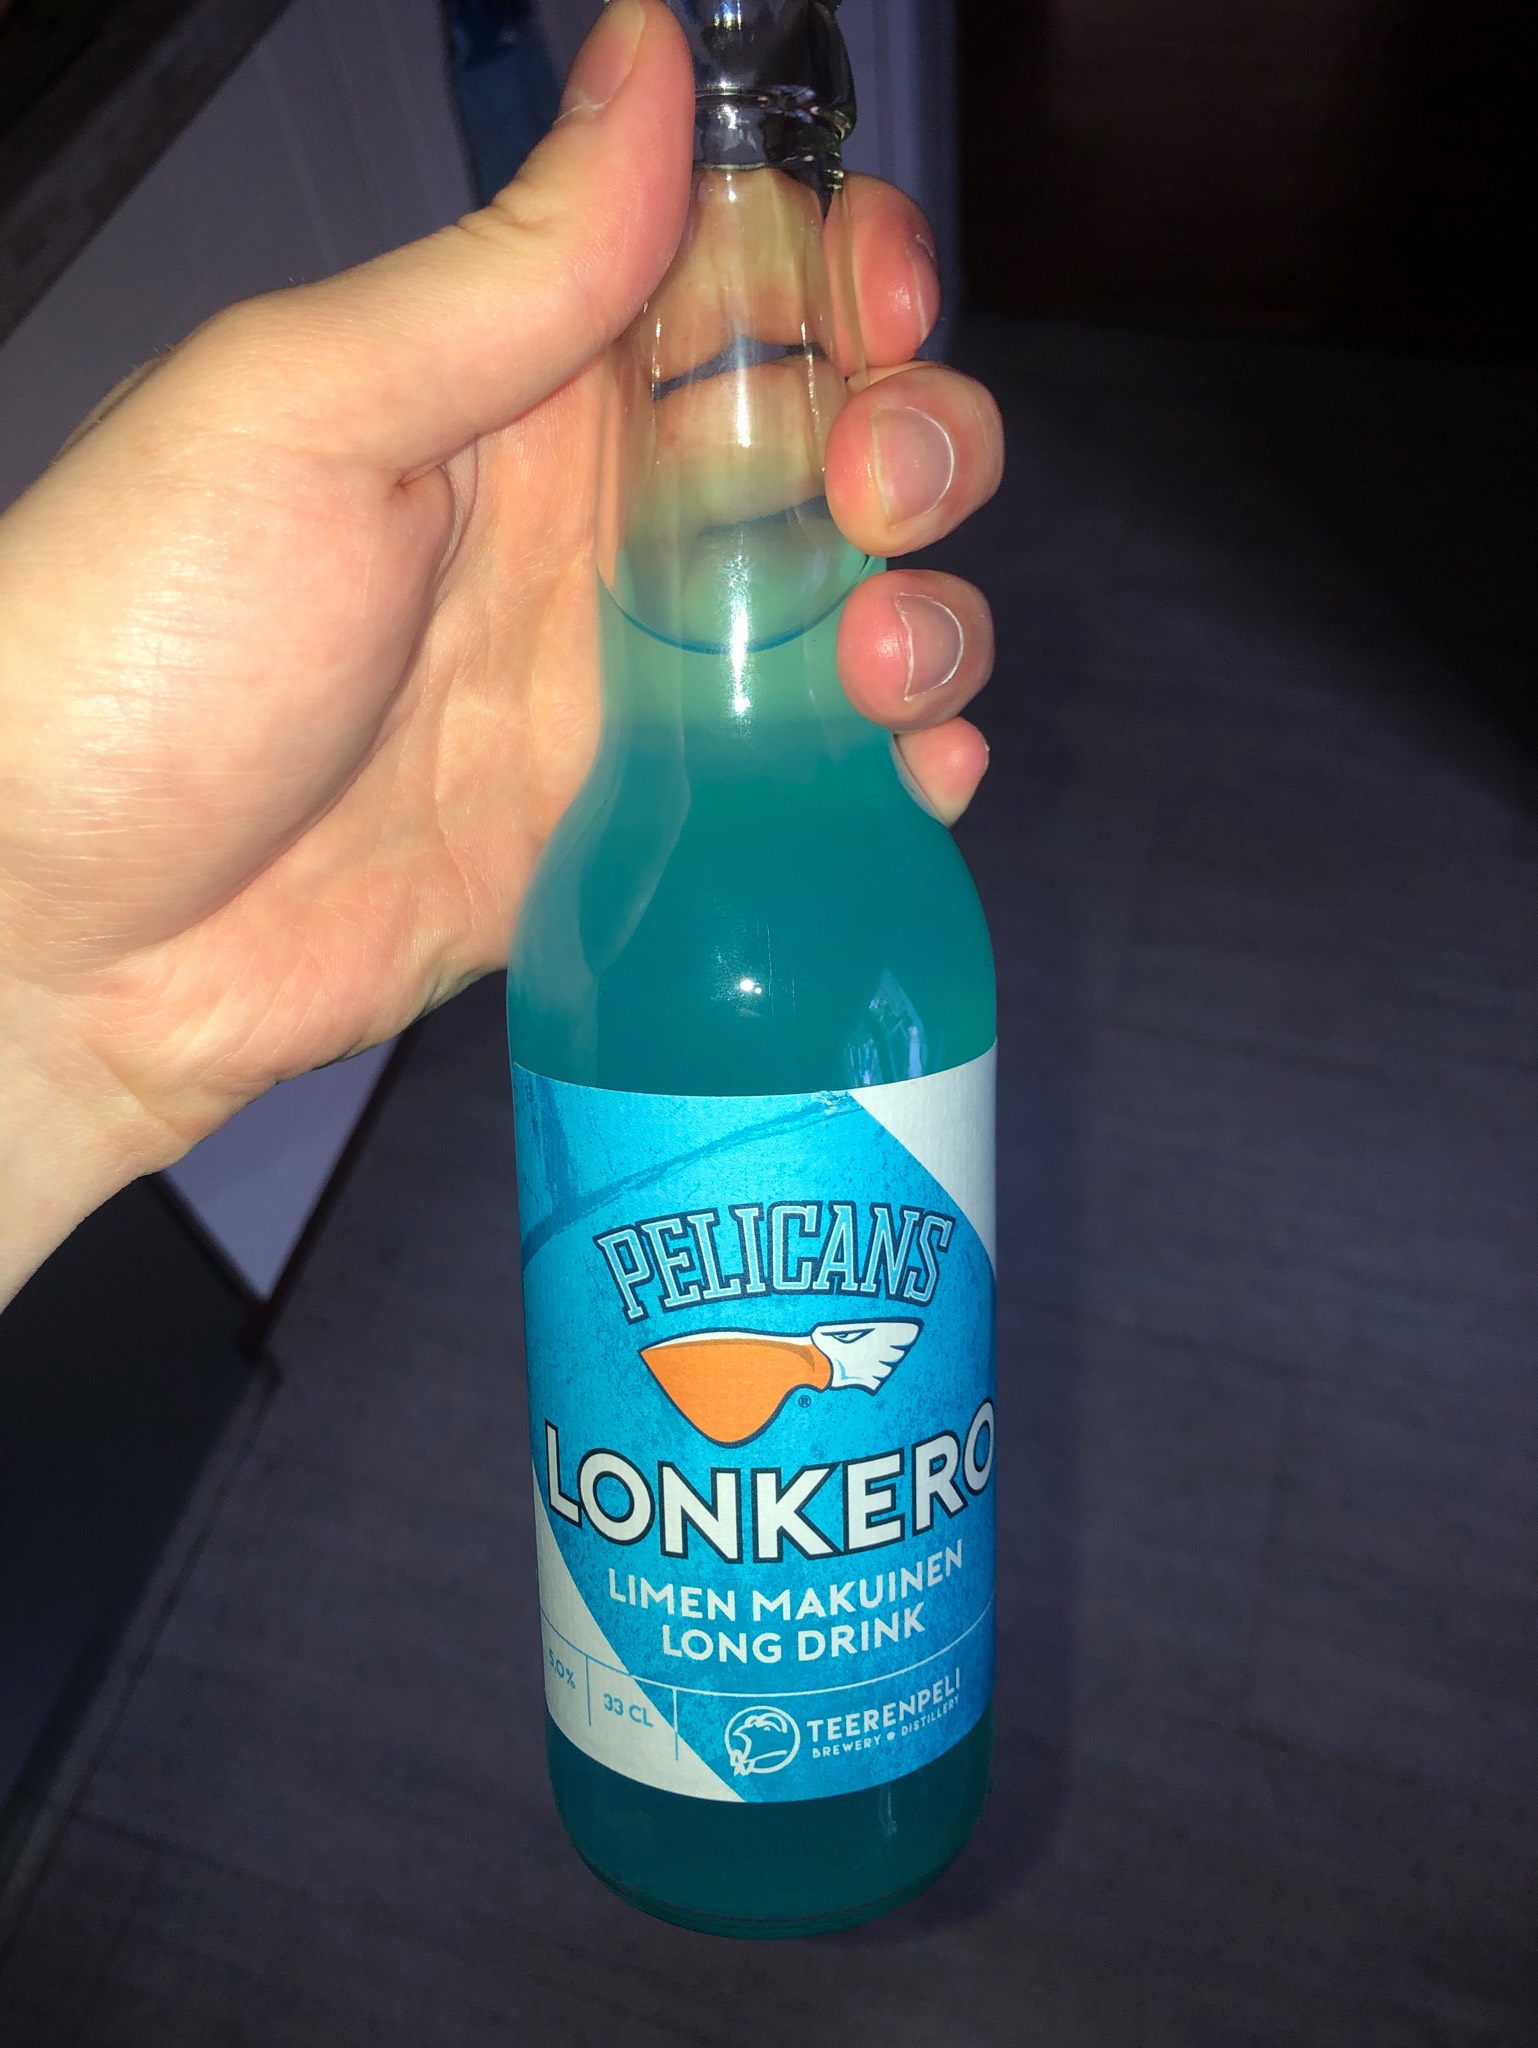 PELICANS
®
LONKERO
LIMEN MAKUINEN
LONG DRINK
5,0%
33 CL
TEERENPELI
BREWERY • DISTILLERY